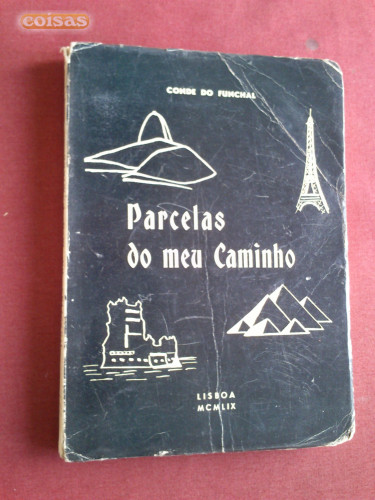 coisas
CONDE DO FUNCHAL
Parcelas
do meu Caminho
LISBOA
MCMLIX